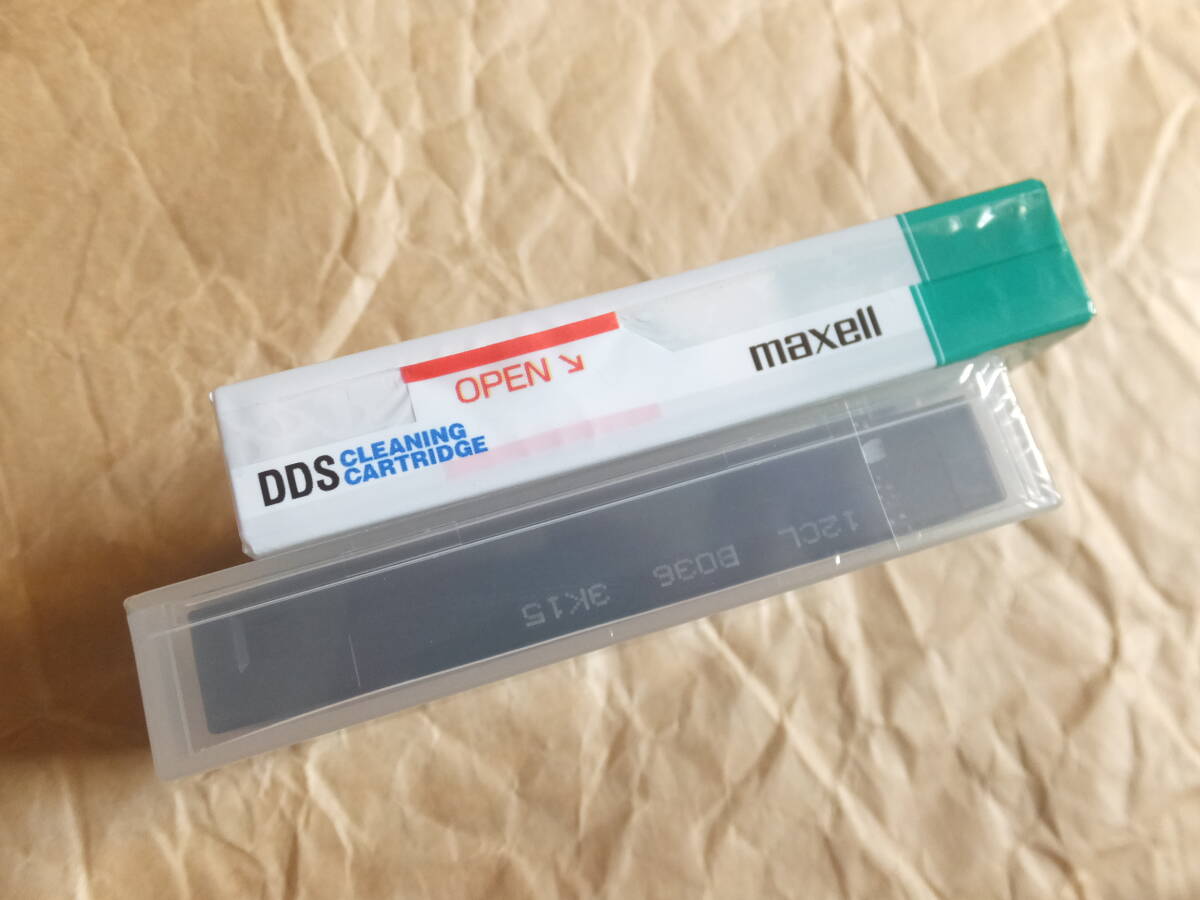 OPEN ↘
maxell
DDS CLEANING
CARTRIDGE
12CL B036 3K15